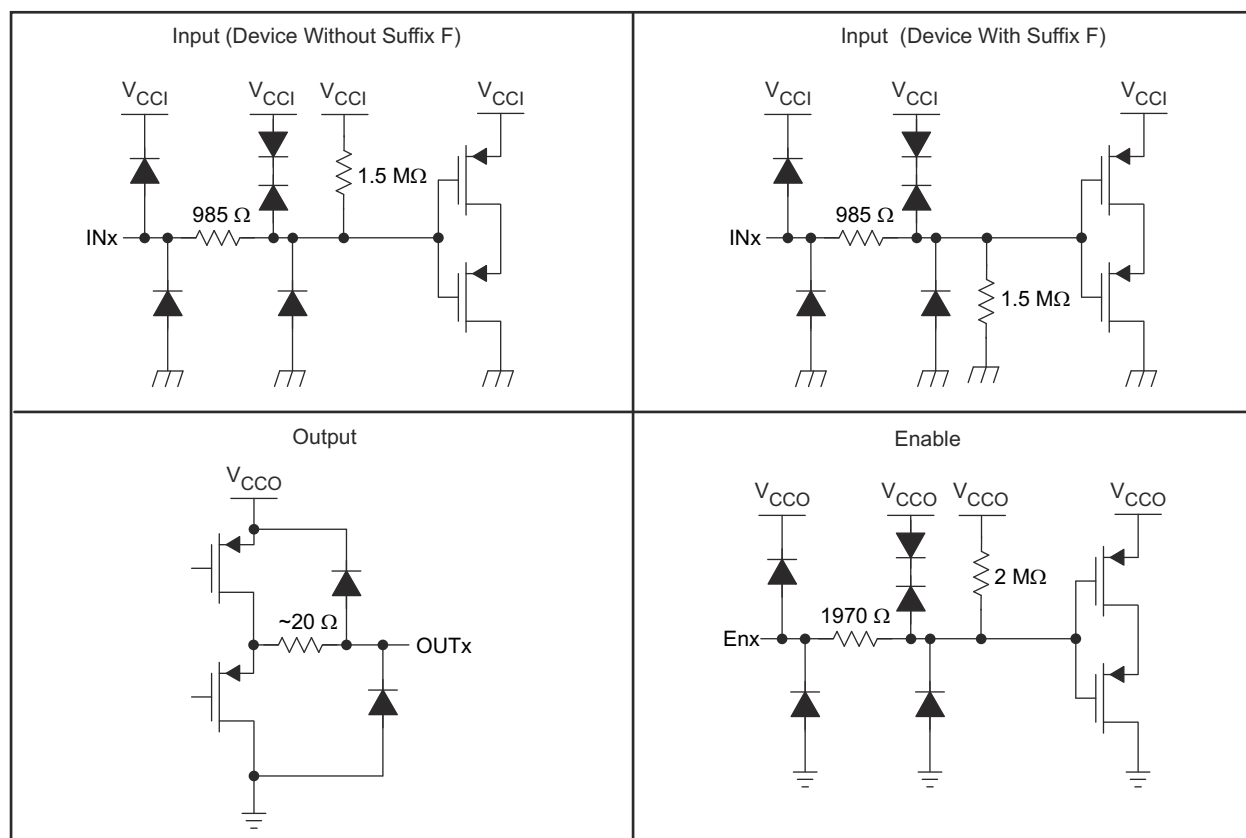 Input (Device Without Suffix F)
V_CCI V_CCI V_CCI V_CCI
1.5 MΩ
985 Ω
INx
Input (Device With Suffix F)
V_CCI V_CCI V_CCI
985 Ω
INx
1.5 MΩ
Output
V_CCO
~20 Ω
OUTx
Enable
V_CCO V_CCO V_CCO V_CCO
2 MΩ
1970 Ω
Enx